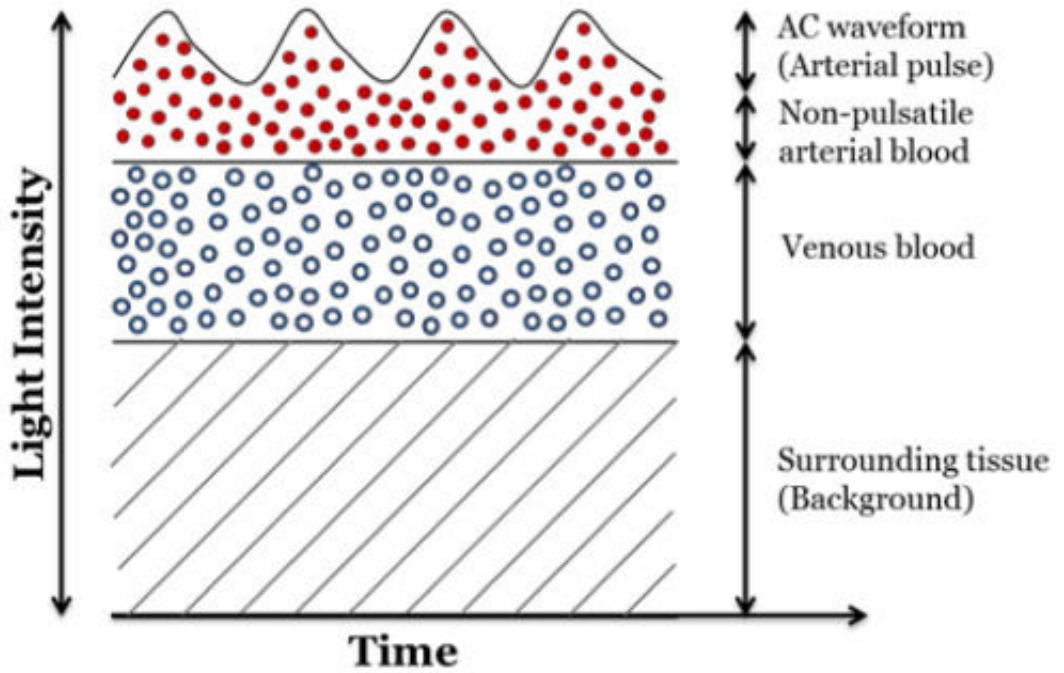 AC waveform
(Arterial pulse)
Non-pulsatile
arterial blood
Venous blood
Surrounding tissue
(Background)
Light Intensity
Time